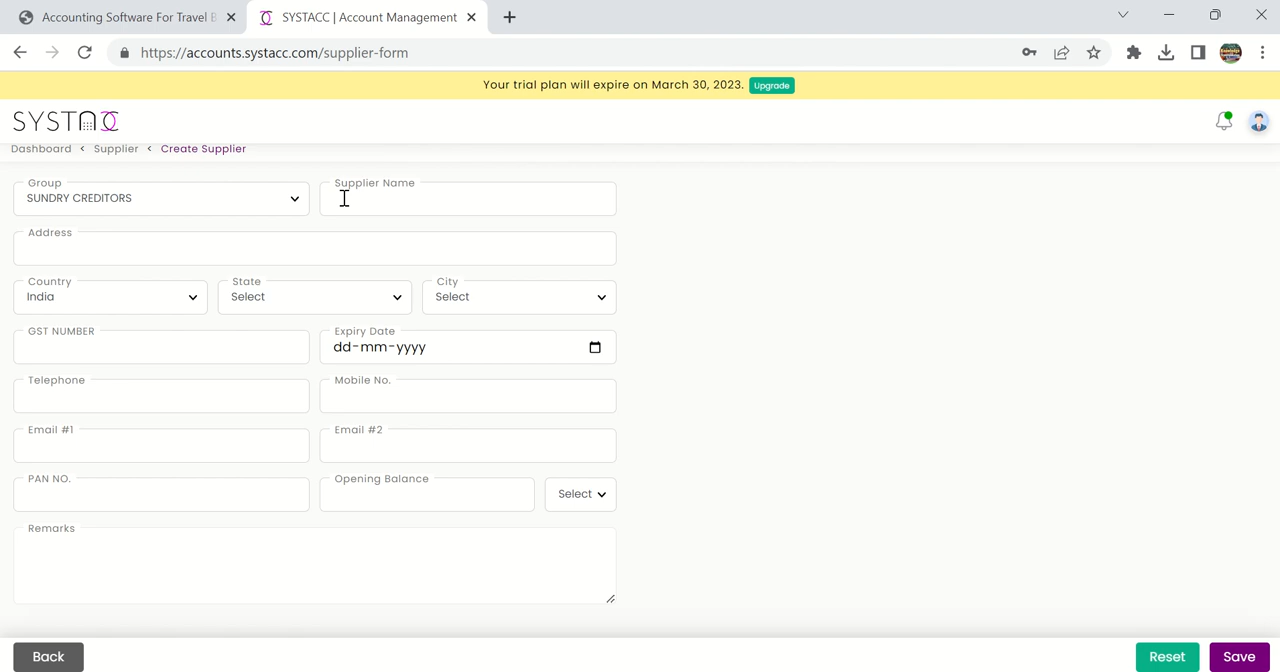 Accounting Software For Travel B
SYSTACC | Account Management
https://accounts.systacc.com/supplier-form
Your trial plan will expire on March 30, 2023. Upgrade
SYSTACC
Dashboard < Supplier < Create Supplier
Group
SUNDRY CREDITORS
Supplier Name
Address
Country
India
State
Select
City
Select
GST NUMBER
Expiry Date
dd-mm-yyyy
Telephone
Mobile No.
Email #1
Email #2
PAN NO.
Opening Balance
Select
Remarks
Back
Reset
Save